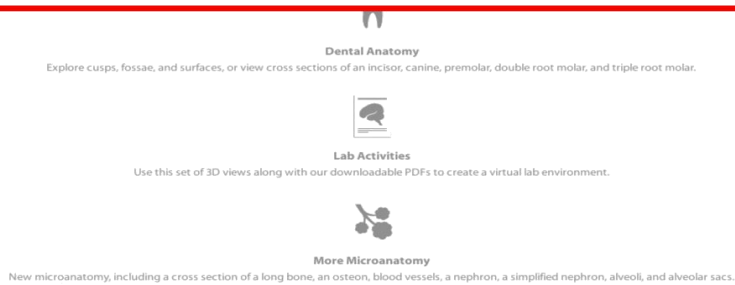 Dental Anatomy
Explore cusps, fossae, and surfaces, or view cross sections of an incisor, canine, premolar, double root molar, and triple root molar.
Lab Activities
Use this set of 3D views along with our downloadable PDFs to create a virtual lab environment.
More Microanatomy
New microanatomy, including a cross section of a long bone, an osteon, blood vessels, a nephron, a simplified nephron, alveoli, and alveolar sacs.